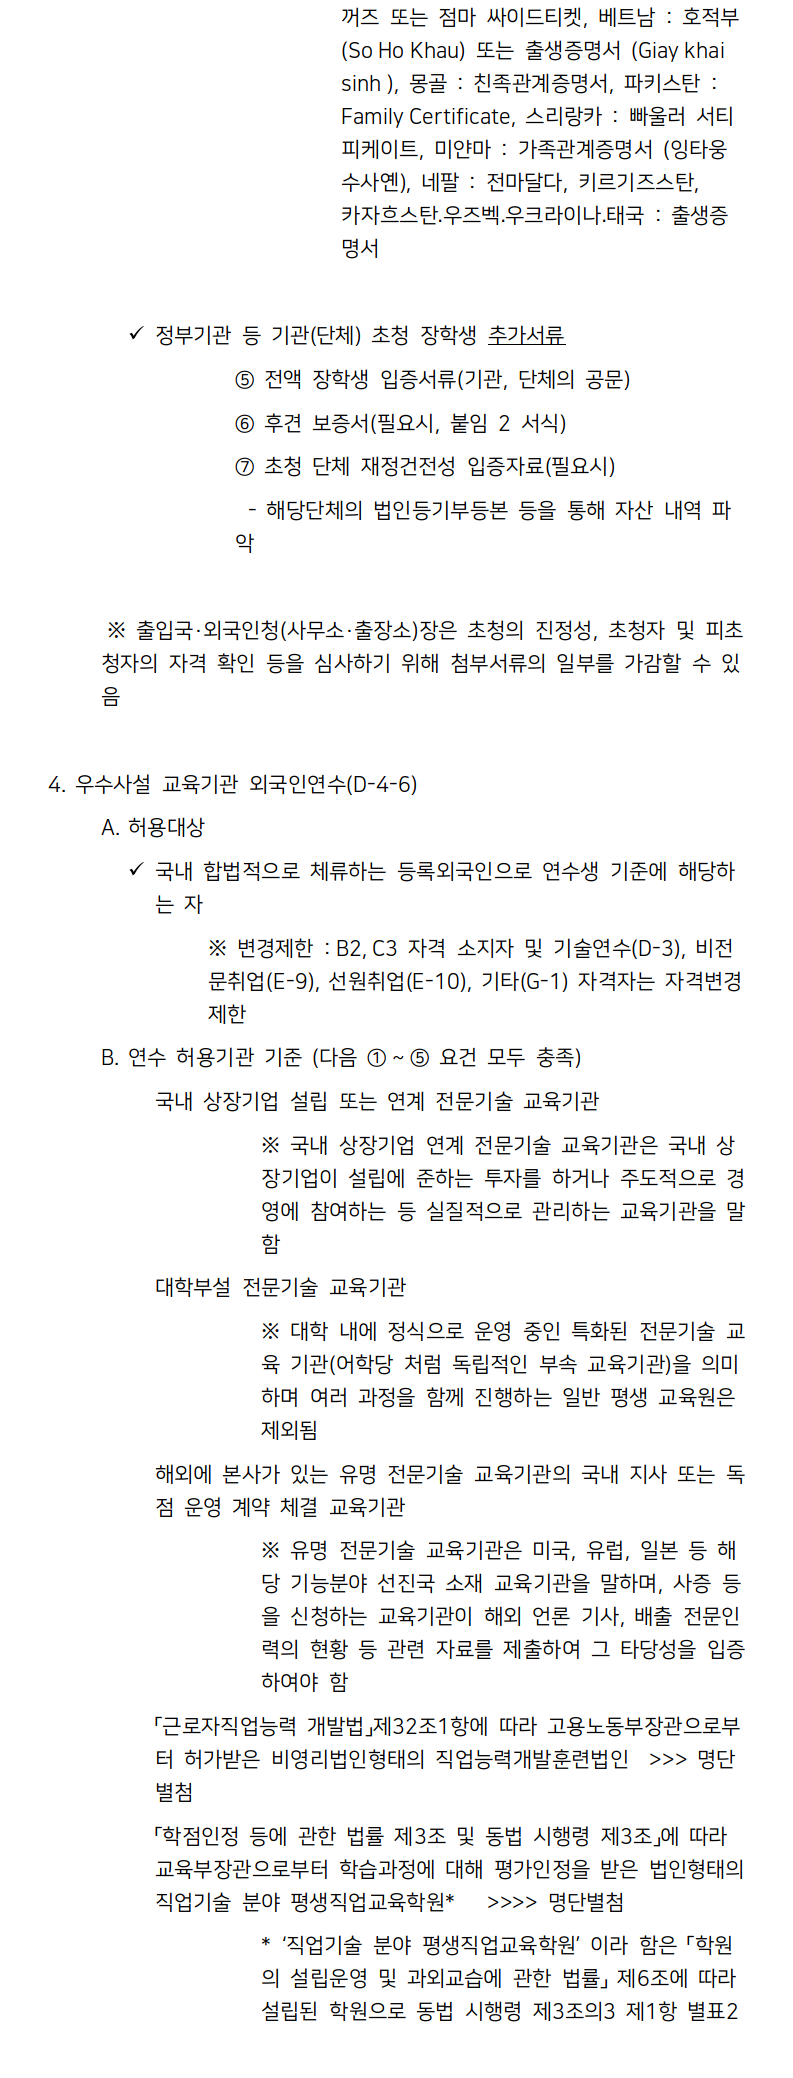 꺼즈 또는 점마 싸이드티켓, 베트남 : 호적부
(So Ho Khau) 또는 출생증명서 (Giay khai
sinh ), 몽골 : 친족관계증명서, 파키스탄 :
Family Certificate, 스리랑카 : 빠울러 서티
피케이트, 미얀마 : 가족관계증명서 (잉타웅
수사옌), 네팔 : 전마달다, 키르기즈스탄,
카자흐스탄.우즈벡.우크라이나.태국 : 출생증
명서
✓ 정부기관 등 기관(단체) 초청 장학생 추가서류
⑤ 전액 장학생 입증서류(기관, 단체의 공문)
⑥ 후견 보증서(필요시, 붙임 2 서식)
⑦ 초청 단체 재정건전성 입증자료(필요시)
- 해당단체의 법인등기부등본 등을 통해 자산 내역 파
악
※ 출입국·외국인청(사무소·출장소)장은 초청의 진정성, 초청자 및 피초
청자의 자격 확인 등을 심사하기 위해 첨부서류의 일부를 가감할 수 있
음
4. 우수사설 교육기관 외국인연수(D-4-6)
A. 허용대상
✓ 국내 합법적으로 체류하는 등록외국인으로 연수생 기준에 해당하
는 자
※ 변경제한 : B2, C3 자격 소지자 및 기술연수(D-3), 비전
문취업(E-9), 선원취업(E-10), 기타(G-1) 자격자는 자격변경
제한
B. 연수 허용기관 기준 (다음 ① ~ ⑤ 요건 모두 충족)
국내 상장기업 설립 또는 연계 전문기술 교육기관
※ 국내 상장기업 연계 전문기술 교육기관은 국내 상
장기업이 설립에 준하는 투자를 하거나 주도적으로 경
영에 참여하는 등 실질적으로 관리하는 교육기관을 말
함
대학부설 전문기술 교육기관
※ 대학 내에 정식으로 운영 중인 특화된 전문기술 교
육 기관(어학당 처럼 독립적인 부속 교육기관)을 의미
하며 여러 과정을 함께 진행하는 일반 평생 교육원은
제외됨
해외에 본사가 있는 유명 전문기술 교육기관의 국내 지사 또는 독
점 운영 계약 체결 교육기관
※ 유명 전문기술 교육기관은 미국, 유럽, 일본 등 해
당 기능분야 선진국 소재 교육기관을 말하며, 사증 등
을 신청하는 교육기관이 해외 언론 기사, 배출 전문인
력의 현황 등 관련 자료를 제출하여 그 타당성을 입증
하여야 함
「근로자직업능력 개발법」제32조1항에 따라 고용노동부장관으로부
터 허가받은 비영리법인형태의 직업능력개발훈련법인 >>> 명단
별첨
「학점인정 등에 관한 법률 제3조 및 동법 시행령 제3조」에 따라
교육부장관으로부터 학습과정에 대해 평가인정을 받은 법인형태의
직업기술 분야 평생직업교육학원* >>>> 명단별첨
* ‘직업기술 분야 평생직업교육학원’ 이라 함은 「학원
의 설립운영 및 과외교습에 관한 법률」 제6조에 따라
설립된 학원으로 동법 시행령 제3조의3 제1항 별표2